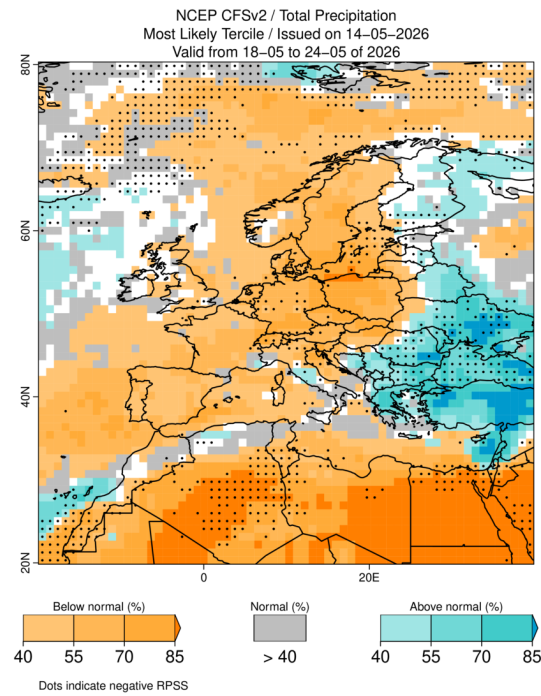 NCEP CFSv2 / Total Precipitation
Most Likely Tercile / Issued on 14−05−2026
Valid from 18−05 to 24−05 of 2026
80N
60N
40N
20N
0
20E
Below normal (%)
Normal (%)
Above normal (%)
40 55 70 85
> 40
40 55 70 85
Dots indicate negative RPSS